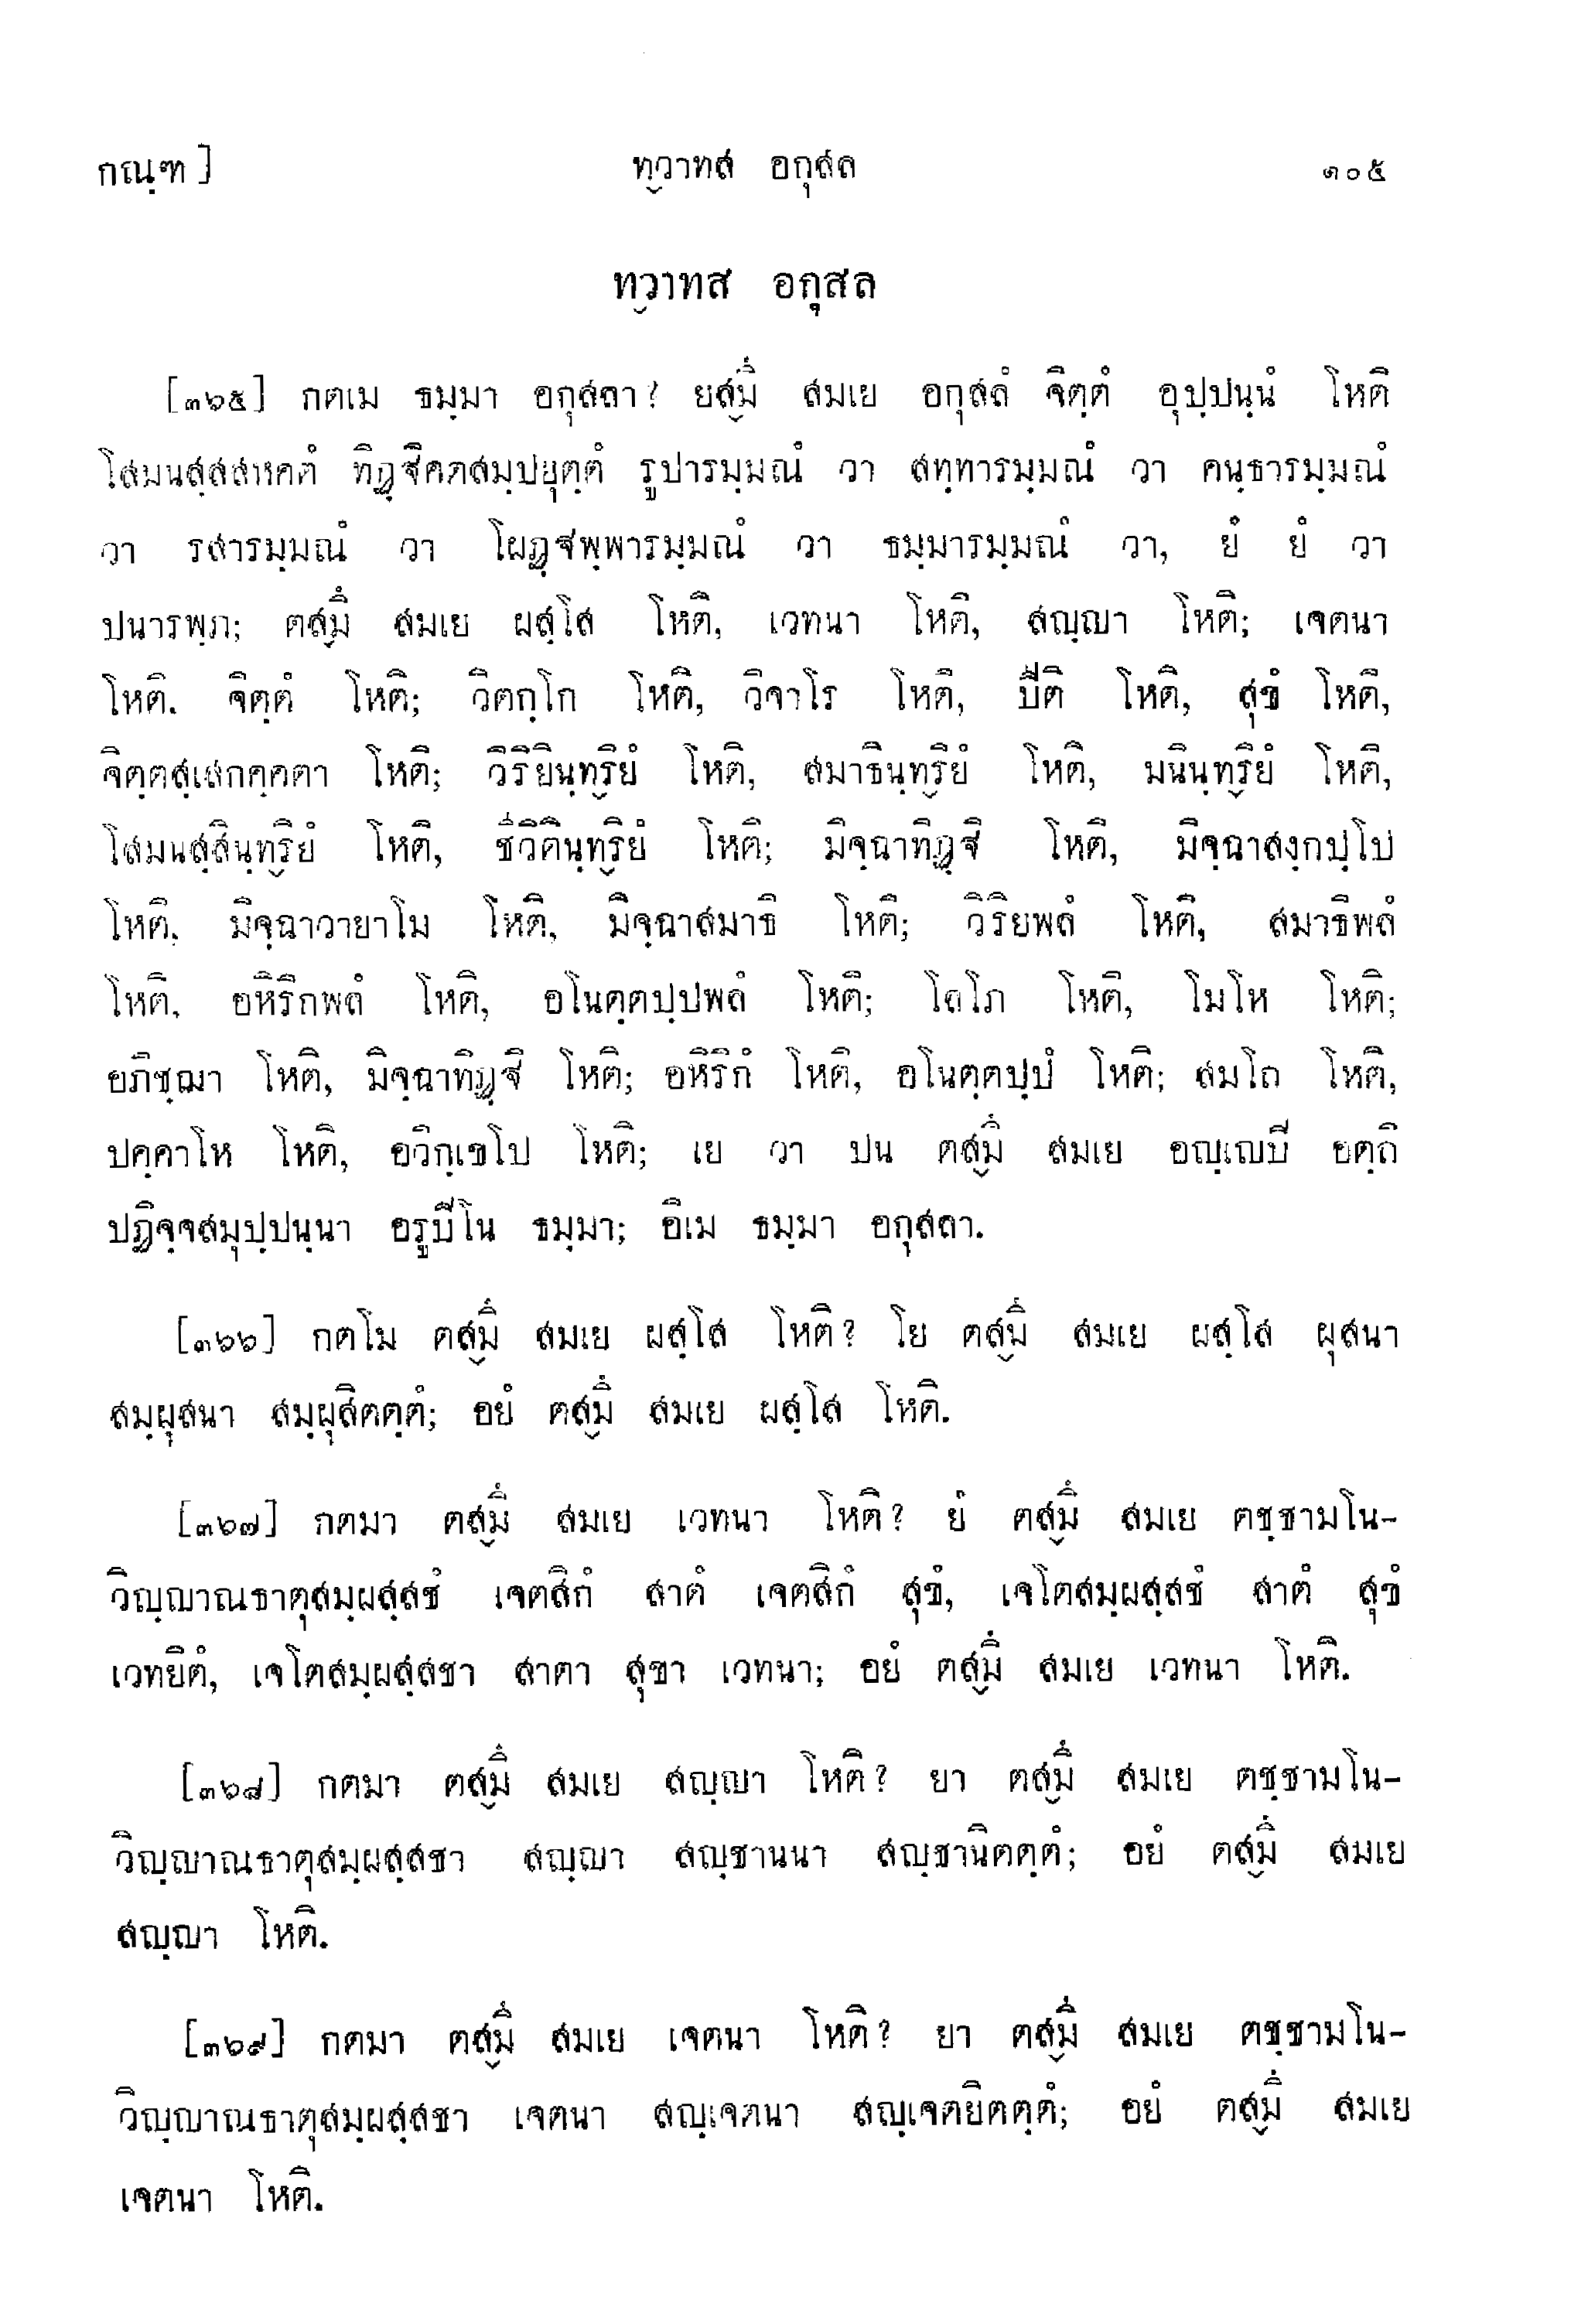 กณฺฑ]
ทฺวาทส อกุสล
๑๐๕
ทฺวาทส อกุสล
[๓๖๕] กตเม ธมฺมา อกุสลา? ยสฺมึ สมเย อกุสลํ จิตฺตํ อุปฺปนฺนํ โหติ
โสมนสฺสสหคตํ ทิฏฺฐิคตสมฺปยุตฺตํ รูปารมฺมณํ วา สทฺทารมฺมณํ วา คนฺธารมฺมณํ
วา รสารมฺมณํ วา โผฏฺฐพฺพารมฺมณํ วา ธมฺมารมฺมณํ วา, ยํ ยํ วา
ปนารพฺภ; ตสฺมึ สมเย ผสฺโส โหติ, เวทนา โหติ, สญฺญา โหติ; เจตนา
โหติ. จิตฺตํ โหติ; วิตกฺโก โหติ, วิจาโร โหติ, ปีติ โหติ, สุขํ โหติ,
จิตฺตสฺเสกคฺคตา โหติ; วิริยินฺทฺริยํ โหติ, สมาธินฺทฺริยํ โหติ, มนินฺทฺริยํ โหติ,
โสมนสฺสินฺทฺริยํ โหติ, ชีวิตินฺทฺริยํ โหติ; มิจฺฉาทิฏฺฐิ โหติ, มิจฺฉาสงฺกปฺโป
โหติ, มิจฺฉาวายาโม โหติ, มิจฺฉาสมาธิ โหติ; วิริยพลํ โหติ, สมาธิพลํ
โหติ, อหิริกพลํ โหติ, อโนตฺตปฺปพลํ โหติ; โลโภ โหติ, โมโห โหติ;
อภิชฺฌา โหติ, มิจฺฉาทิฏฺฐิ โหติ; อหิริกํ โหติ, อโนตฺตปฺปํ โหติ; สมโถ โหติ,
ปคฺคาโห โหติ, อวิกฺเขโป โหติ; เย วา ปน ตสฺมึ สมเย อญฺเญปี อตฺถิ
ปฏิจฺจสมุปฺปนฺนา อรูปีโน ธมฺมา; อิเม ธมฺมา อกุสลา.
[๓๖๖] กตโม ตสฺมึ สมเย ผสฺโส โหติ? โย ตสฺมึ สมเย ผสฺโส ผุสนา
สมฺผุสนา สมฺผุสิตตฺตํ; อยํ ตสฺมึ สมเย ผสฺโส โหติ.
[๓๖๗] กตมา ตสฺมึ สมเย เวทนา โหติ? ยํ ตสฺมึ สมเย ตชฺชามโน-
วิญฺญาณธาตุสมฺผสฺสชํ เจตสิกํ สาตํ เจตสิกํ สุขํ, เจโตสมฺผสฺสชํ สาตํ สุขํ
เวทยิตํ, เจโตสมฺผสฺสชา สาตา สุขา เวทนา; อยํ ตสฺมึ สมเย เวทนา โหติ.
[๓๖๘] กตมา ตสฺมึ สมเย สญฺญา โหติ? ยา ตสฺมึ สมเย ตชฺชามโน-
วิญฺญาณธาตุสมฺผสฺสชา สญฺญา สญฺชานนา สญฺชานิตตฺตํ; อยํ ตสฺมึ สมเย
สญฺญา โหติ.
[๓๖๙] กตมา ตสฺมึ สมเย เจตนา โหติ? ยา ตสฺมึ สมเย ตชฺชามโน-
วิญฺญาณธาตุสมฺผสฺสชา เจตนา สญฺเจตนา สญฺเจตยิตตฺตํ; อยํ ตสฺมึ สมเย
เจตนา โหติ.